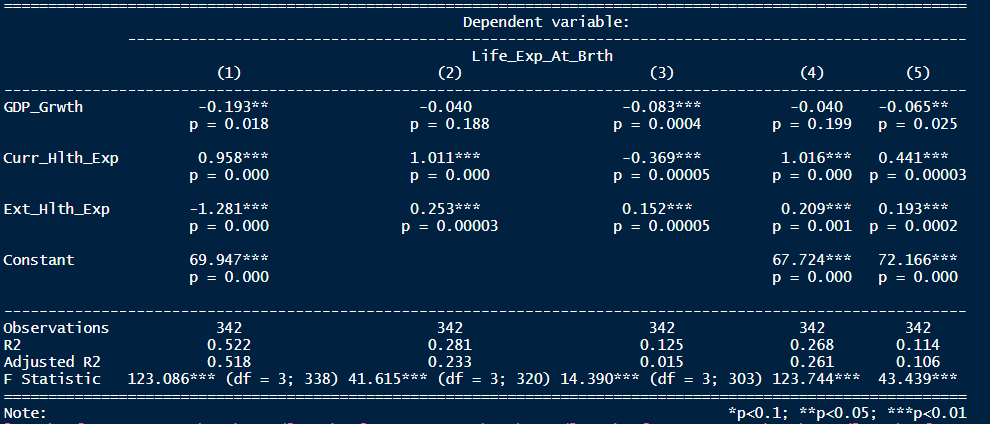 Dependent variable:
Life_Exp_At_Brth
(1) (2) (3) (4) (5)
GDP_Grwth -0.193** -0.040 -0.083*** -0.040 -0.065**
p = 0.018 p = 0.188 p = 0.0004 p = 0.199 p = 0.025
Curr_Hlth_Exp 0.958*** 1.011*** -0.369*** 1.016*** 0.441***
p = 0.000 p = 0.000 p = 0.00005 p = 0.000 p = 0.00003
Ext_Hlth_Exp -1.281*** 0.253*** 0.152*** 0.209*** 0.193***
p = 0.000 p = 0.00003 p = 0.00005 p = 0.001 p = 0.0002
Constant 69.947*** 67.724*** 72.166***
p = 0.000 p = 0.000 p = 0.000
Observations 342 342 342 342 342
R2 0.522 0.281 0.125 0.268 0.114
Adjusted R2 0.518 0.233 0.015 0.261 0.106
F Statistic 123.086*** (df = 3; 338) 41.615*** (df = 3; 320) 14.390*** (df = 3; 303) 123.744*** 43.439***
Note: *p<0.1; **p<0.05; ***p<0.01